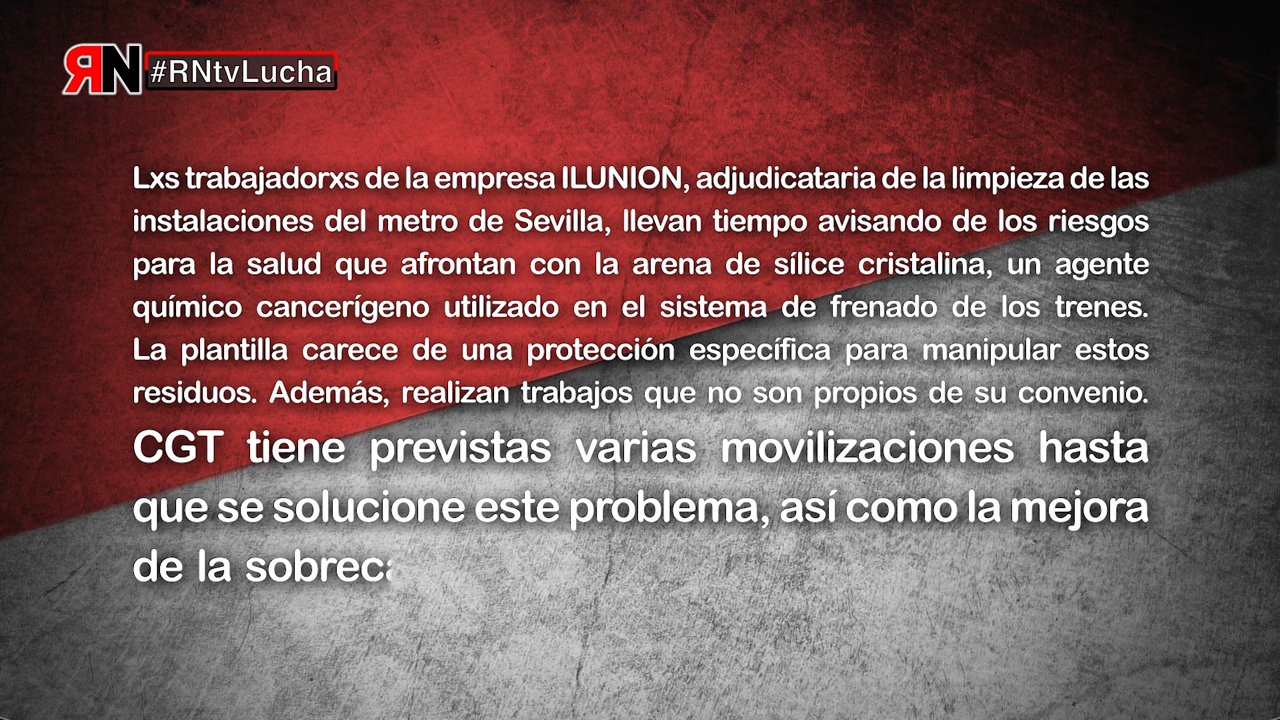 RN #RNtvLucha
Lxs trabajadorxs de la empresa ILUNION, adjudicataria de la limpieza de las
instalaciones del metro de Sevilla, llevan tiempo avisando de los riesgos
para la salud que afrontan con la arena de sílice cristalina, un agente
químico cancerígeno utilizado en el sistema de frenado de los trenes.
La plantilla carece de una protección específica para manipular estos
residuos. Además, realizan trabajos que no son propios de su convenio.
CGT tiene previstas varias movilizaciones hasta
que se solucione este problema, así como la mejora
de la sobreca